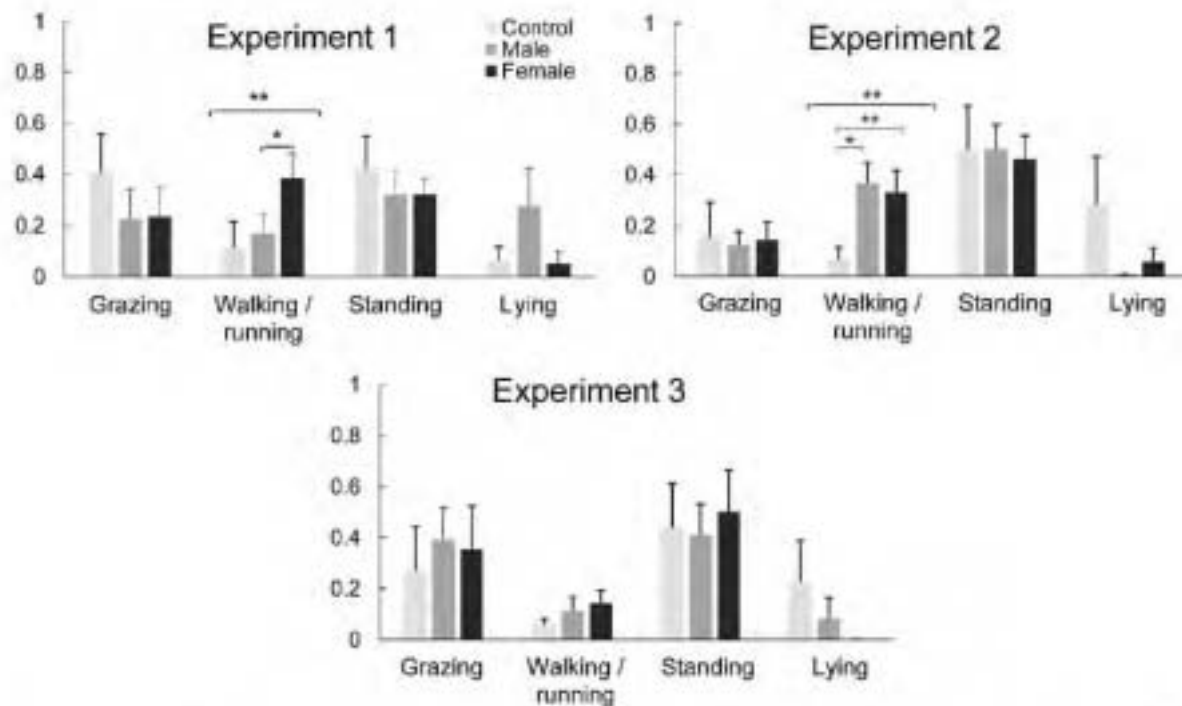 Experiment 1
Control
Male
Female
1
0.8
0.6
0.4
0.2
0
**
*
Grazing
Walking /
running
Standing
Lying
Experiment 2
1
0.8
0.6
0.4
0.2
0
**
**
*
Grazing
Walking /
running
Standing
Lying
Experiment 3
1
0.8
0.6
0.4
0.2
0
Grazing
Walking /
running
Standing
Lying